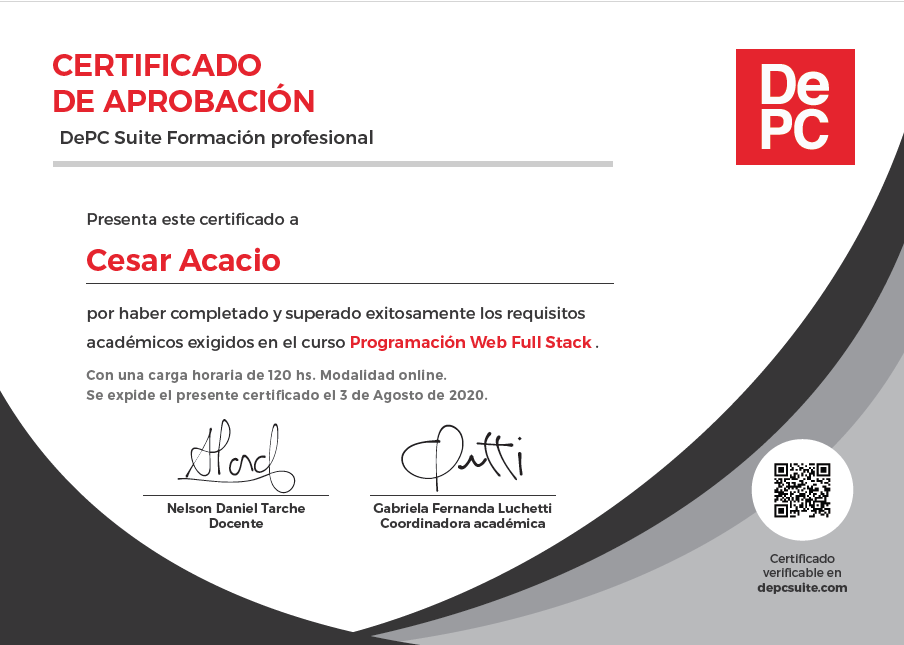 CERTIFICADO
DE APROBACIÓN
DePC Suite Formación profesional
De
PC
Presenta este certificado a
Cesar Acacio
por haber completado y superado exitosamente los requisitos
académicos exigidos en el curso Programación Web Full Stack .
Con una carga horaria de 120 hs. Modalidad online.
Se expide el presente certificado el 3 de Agosto de 2020.
Nelson Daniel Tarche
Docente
Gabriela Fernanda Luchetti
Coordinadora académica
Certificado
verificable en
depcsuite.com